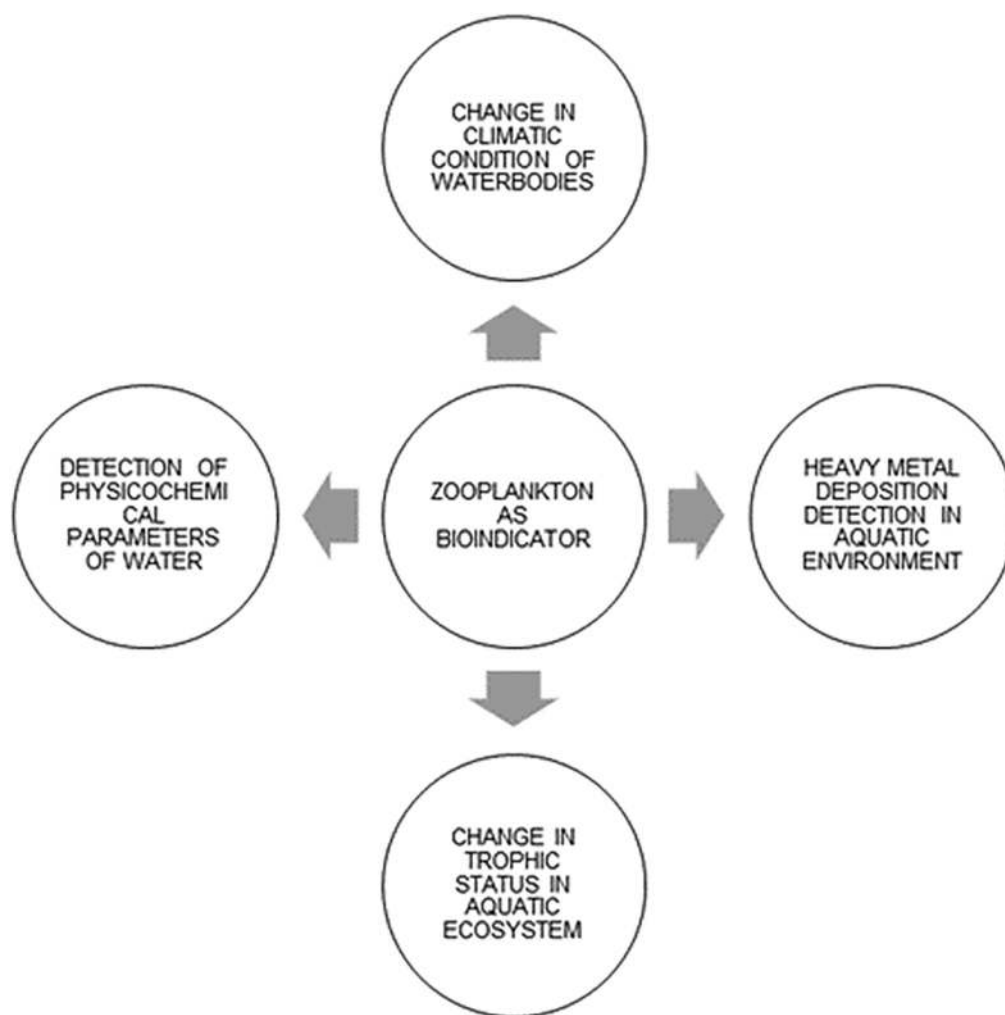 CHANGE IN
CLIMATIC
CONDITION OF
WATERBODIES
DETECTION OF
PHYSICOCHEMI
CAL
PARAMETERS
OF WATER
ZOOPLANKTON
AS
BIOINDICATOR
HEAVY METAL
DEPOSITION
DETECTION IN
AQUATIC
ENVIRONMENT
CHANGE IN
TROPHIC
STATUS IN
AQUATIC
ECOSYSTEM